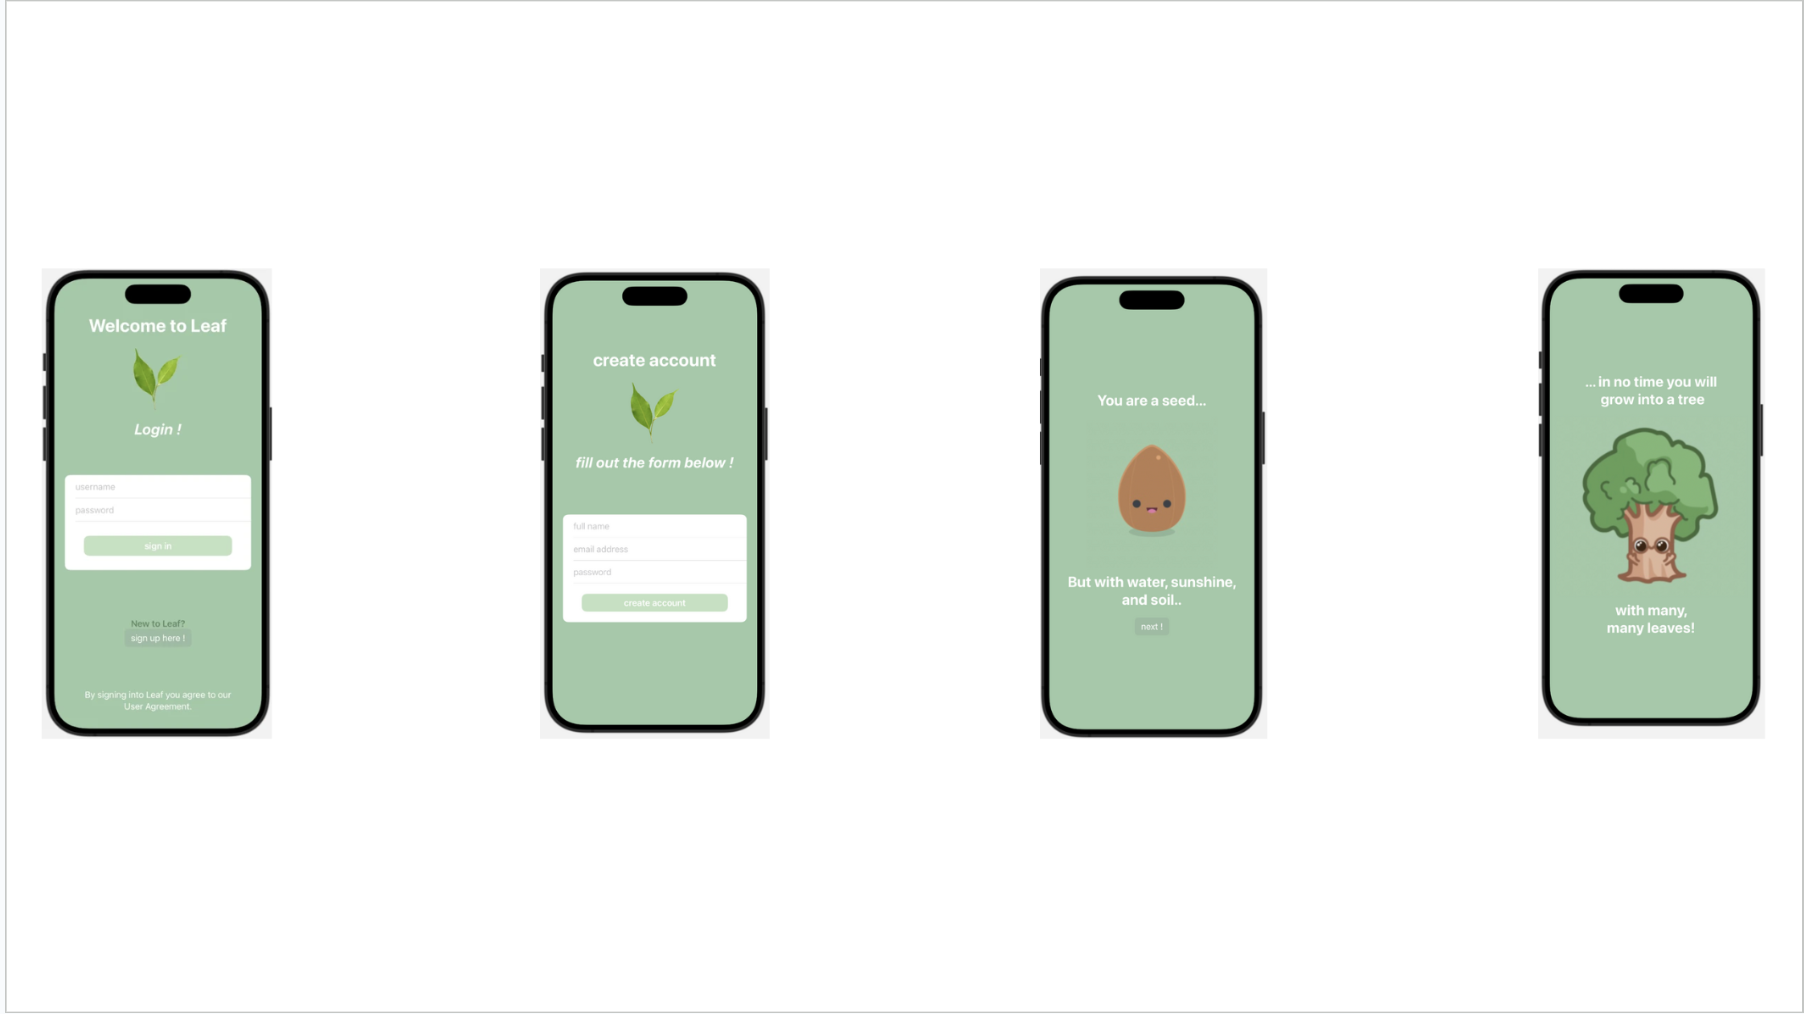 Welcome to Leaf
Login !
username
password
sign in
New to Leaf?
sign up here !
By signing into Leaf you agree to our
User Agreement.
create account
fill out the form below !
full name
email address
password
create account
You are a seed...
But with water, sunshine,
and soil..
next !
... in no time you will
grow into a tree
with many,
many leaves!